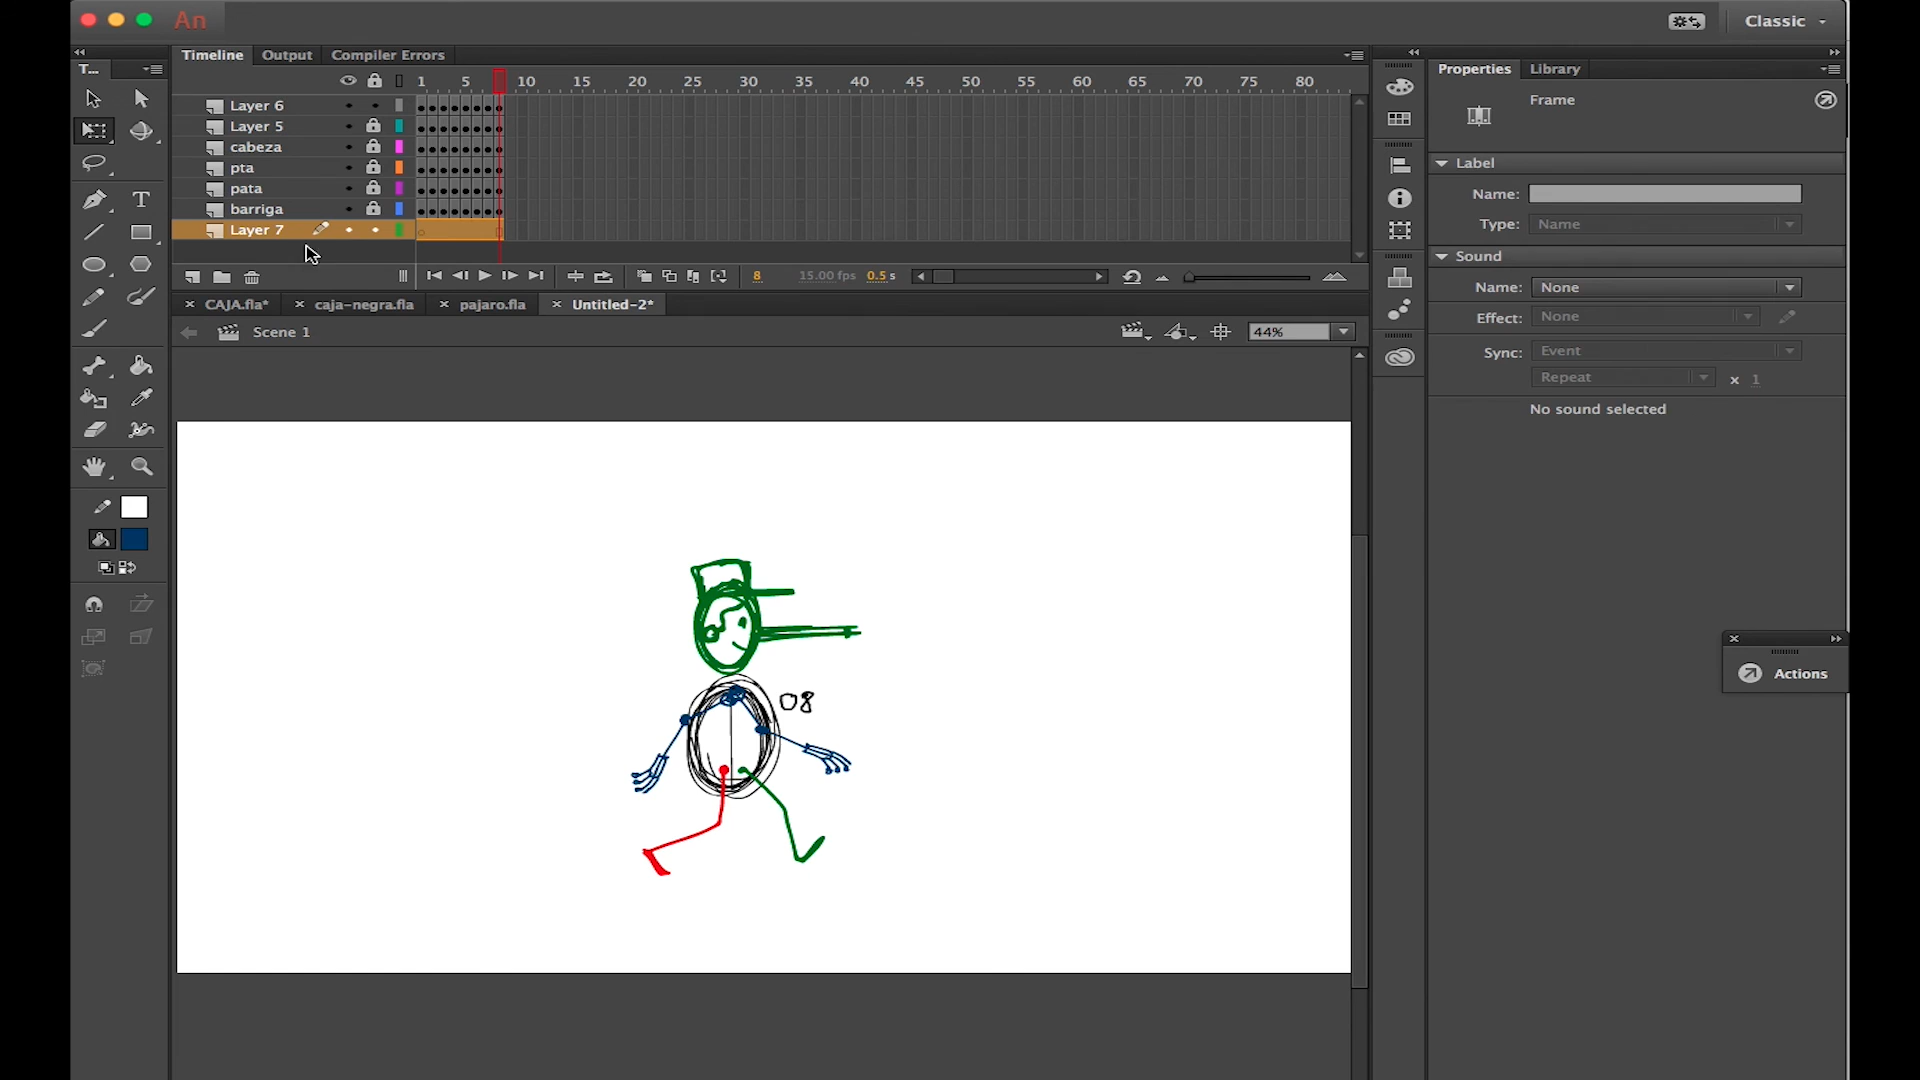 An
Classic
Timeline Output Compiler Errors
T...
Properties Library
1 5 10 15 20 25 30 35 40 45 50 55 60 65 70 75 80
Frame
Layer 6
Layer 5
cabeza
pta
pata
barriga
Layer 7
Label
Name:
Type: Name
Sound
Name: None
Effect: None
Sync: Event
Repeat x 1
No sound selected
8 15.00 fps 0.5 s
CAJA.fla* caja-negra.fla pajaro.fla Untitled-2*
Scene 1
44%
T
08
Actions